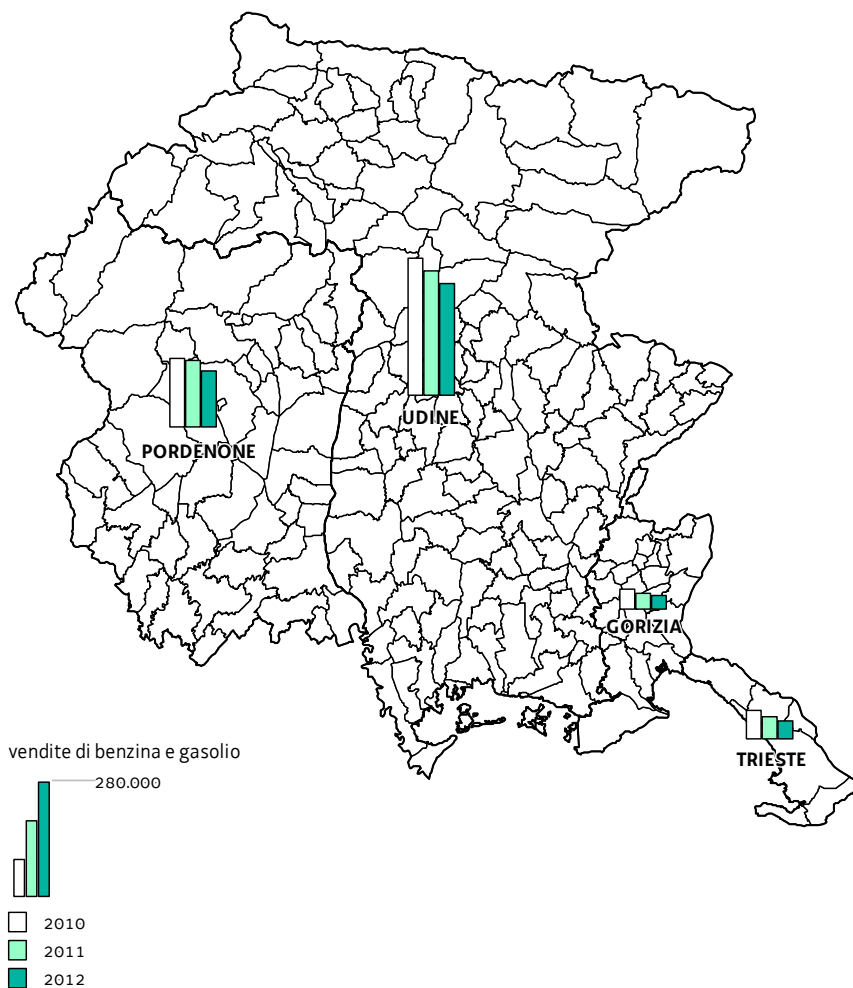 UDINE
PORDENONE
GORIZIA
TRIESTE
vendite di benzina e gasolio
280.000
2010
2011
2012